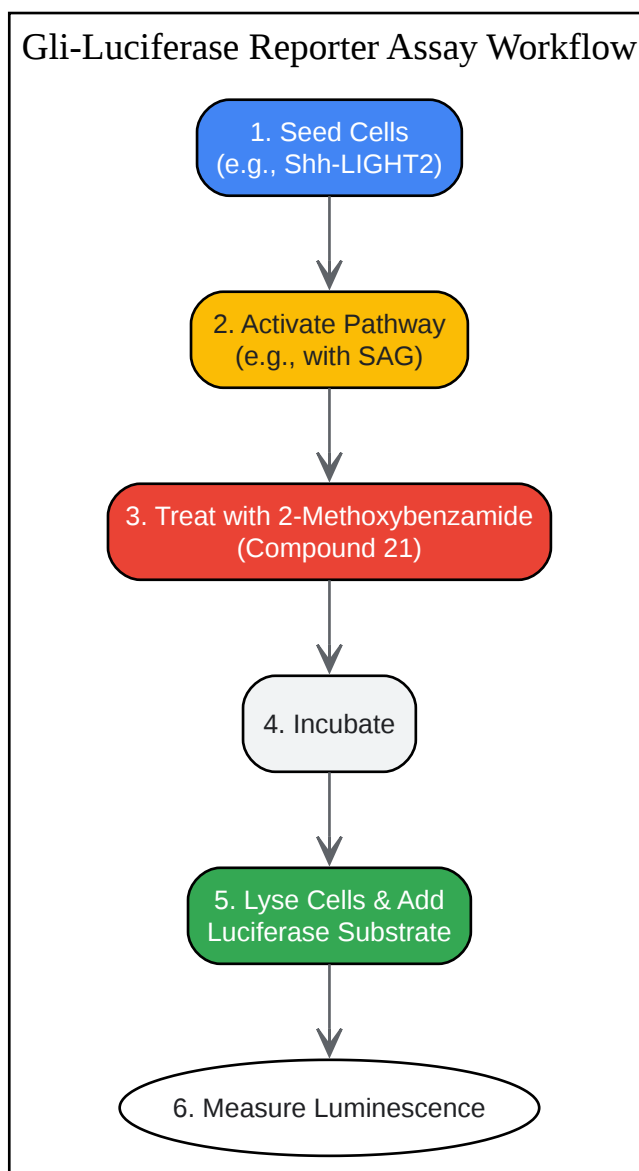 Gli-Luciferase Reporter Assay Workflow
1. Seed Cells
(e.g., Shh-LIGHT2)
2. Activate Pathway
(e.g., with SAG)
3. Treat with 2-Methoxybenzamide
(Compound 21)
4. Incubate
5. Lyse Cells & Add
Luciferase Substrate
6. Measure Luminescence